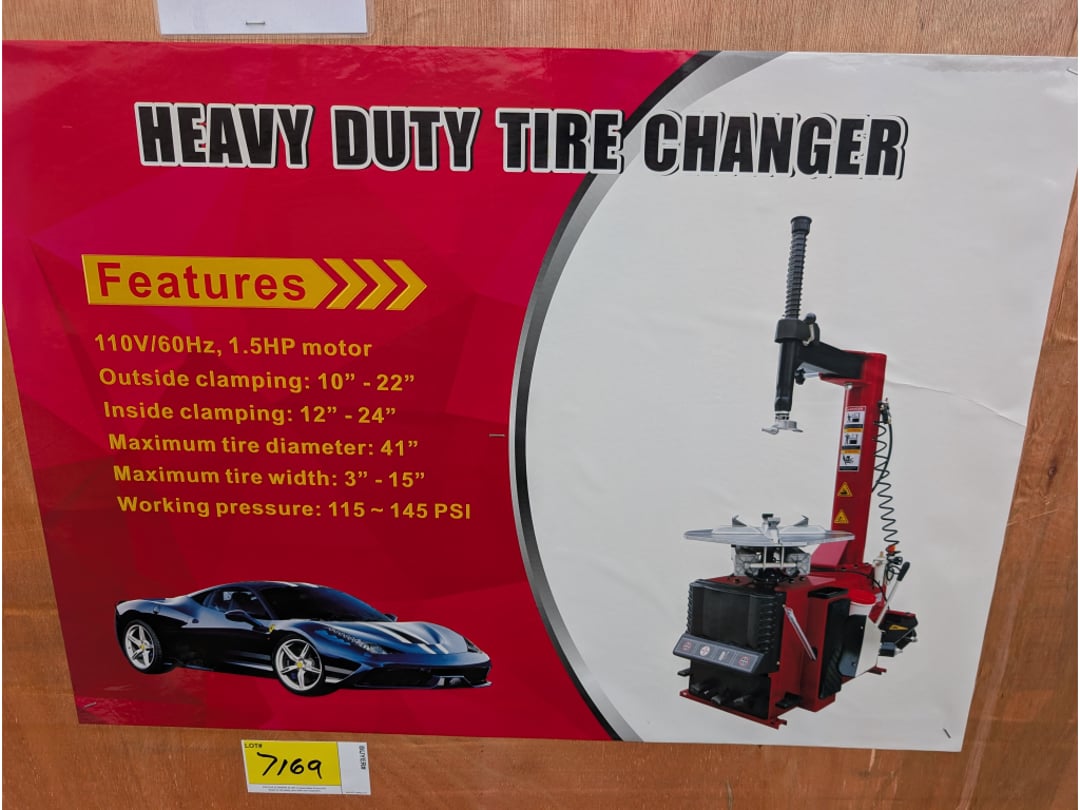 HEAVY DUTY TIRE CHANGER
Features
110V/60Hz, 1.5HP motor
Outside clamping: 10” - 22”
Inside clamping: 12” - 24”
Maximum tire diameter: 41”
Maximum tire width: 3” - 15”
Working pressure: 115 ~ 145 PSI
LOT#
7169
BUYER#